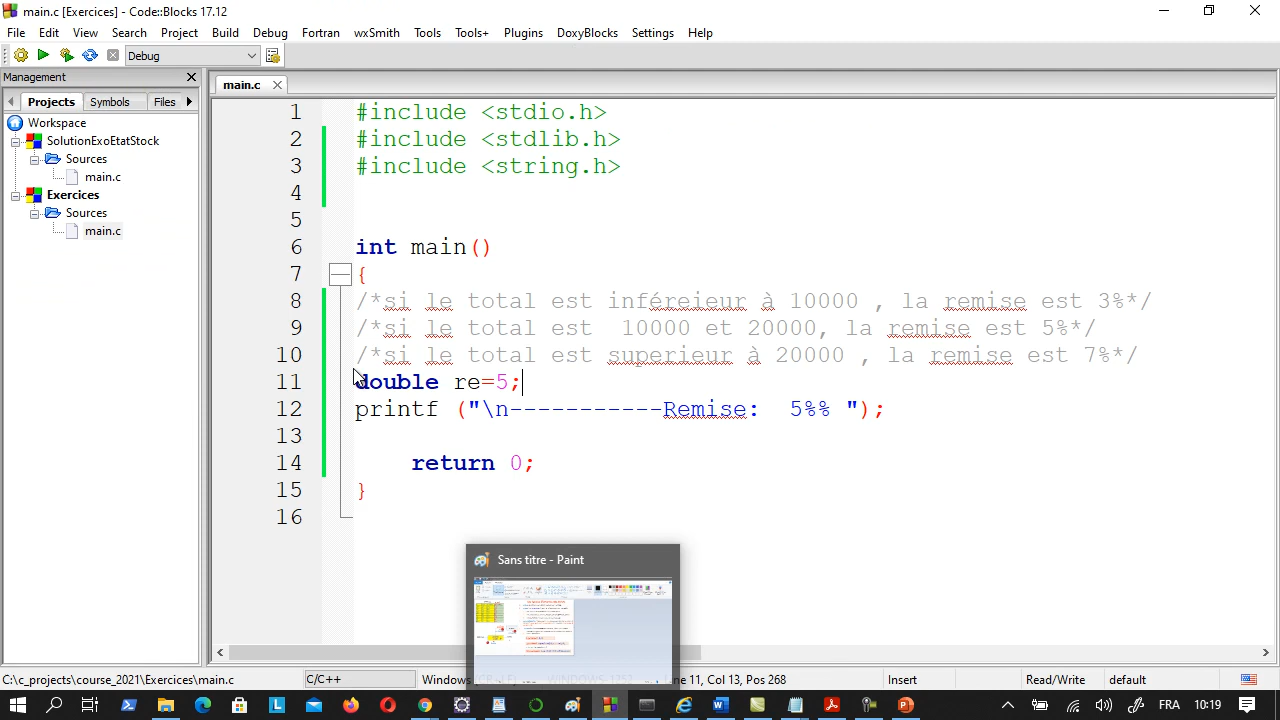 main.c [Exercices] - Code::Blocks 17.12
File Edit View Search Project Build Debug Fortran wxSmith Tools Tools+ Plugins DoxyBlocks Settings Help
Debug
Management
main.c
Projects Symbols Files
Workspace
SolutionExoEtatStock
Sources
main.c
Exercices
Sources
main.c
1 #include <stdio.h>
2 #include <stdlib.h>
3 #include <string.h>
4
5
6 int main()
7 {
8 /*si le total est inféreieur à 10000 , la remise est 3%*/
9 /*si le total est  10000 et 20000, la remise est 5%*/
10 /*si le total est superieur à 20000 , la remise est 7%*/
11 double re=5;
12 printf ("\n-----------Remise:  5%% ");
13
14 return 0;
15 }
16
Sans titre - Paint
C:\c_projects\course_2021\Exercices\main.c C/C++ Windows Line 11, Col 13, Pos 268 Insert Read/Write default
FR 10:19